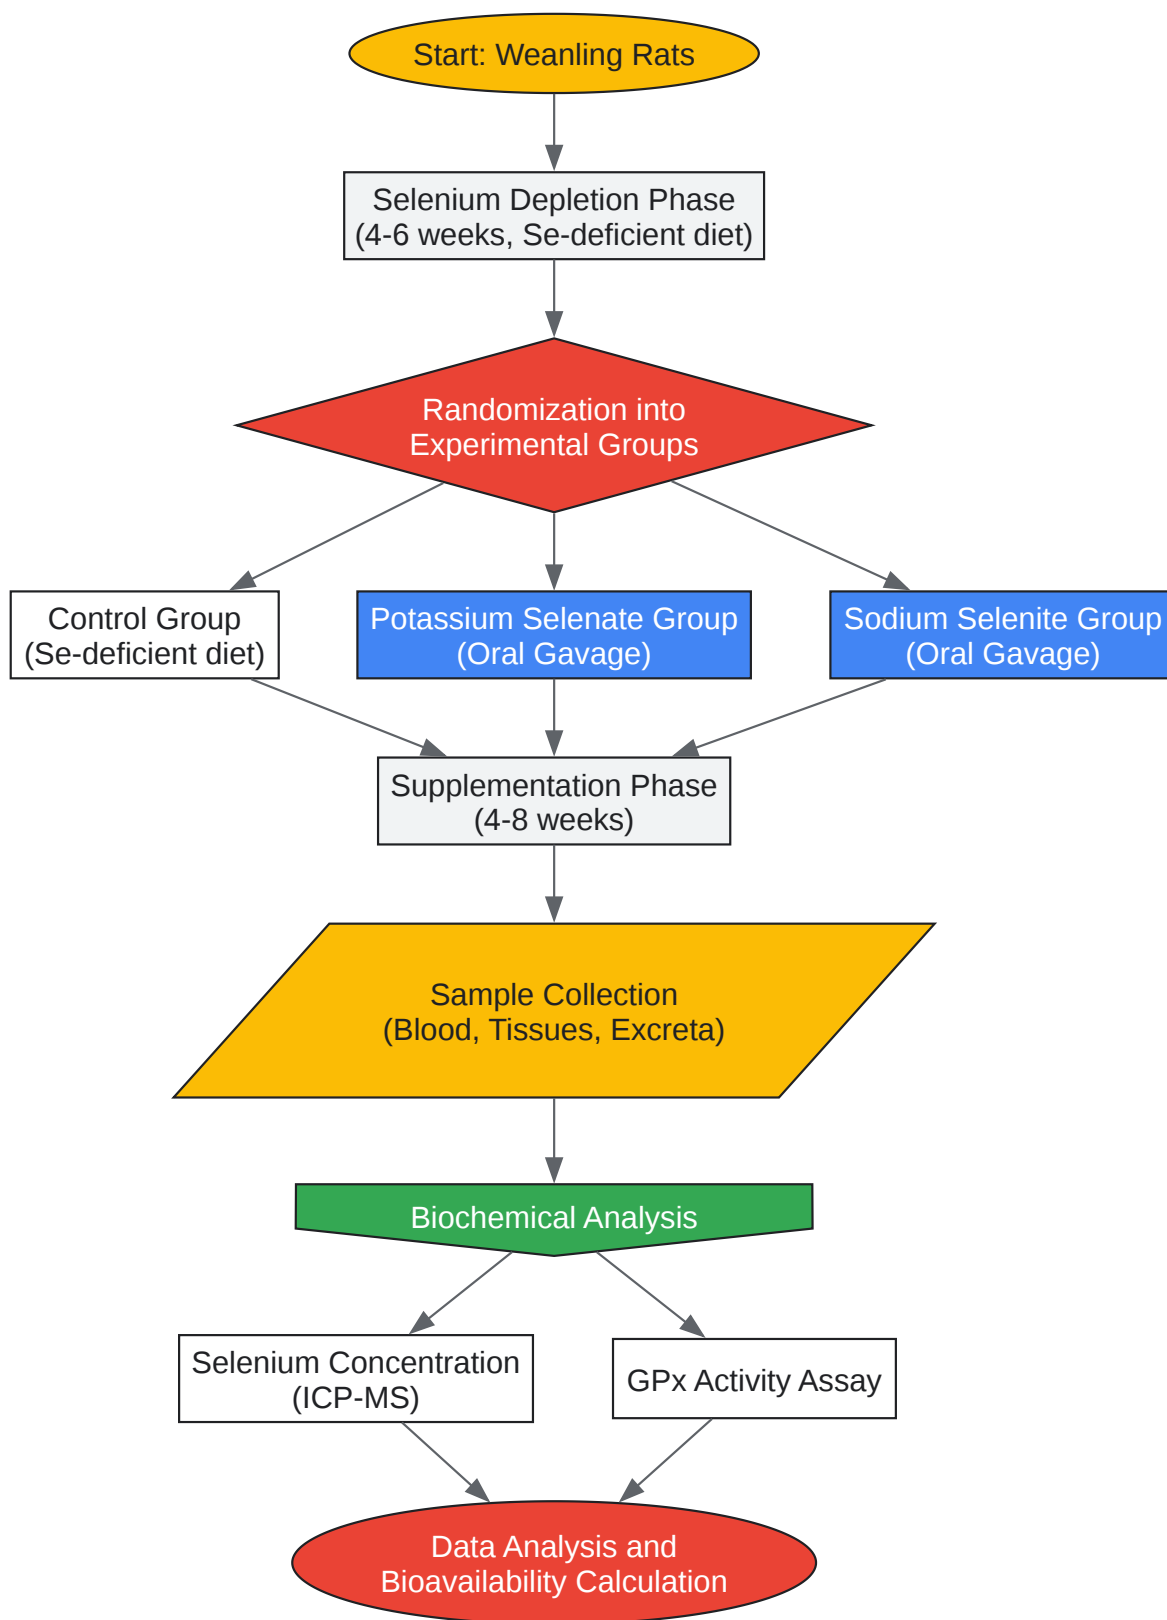 Start: Weanling Rats
Selenium Depletion Phase
(4-6 weeks, Se-deficient diet)
Randomization into
Experimental Groups
Control Group
(Se-deficient diet)
Potassium Selenate Group
(Oral Gavage)
Sodium Selenite Group
(Oral Gavage)
Supplementation Phase
(4-8 weeks)
Sample Collection
(Blood, Tissues, Excreta)
Biochemical Analysis
Selenium Concentration
(ICP-MS)
GPx Activity Assay
Data Analysis and
Bioavailability Calculation